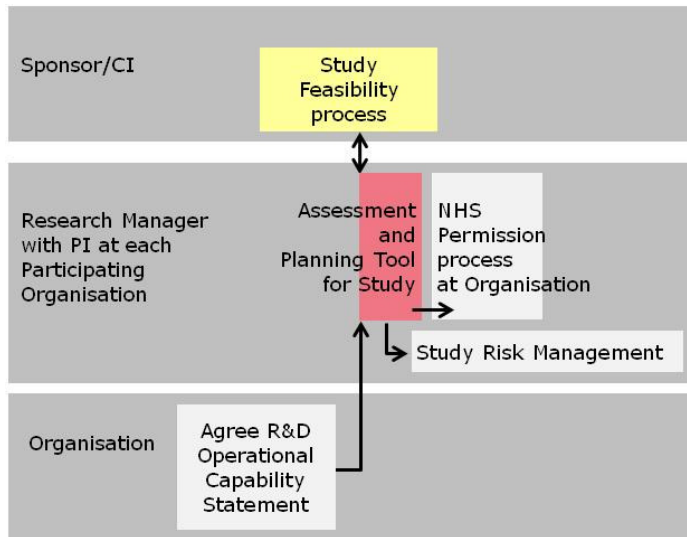 Sponsor/CI
Study
Feasibility
process
Research Manager
with PI at each
Participating
Organisation
Assessment
and
Planning Tool
for Study
NHS
Permission
process
at Organisation
Study Risk Management
Organisation
Agree R&D
Operational
Capability
Statement